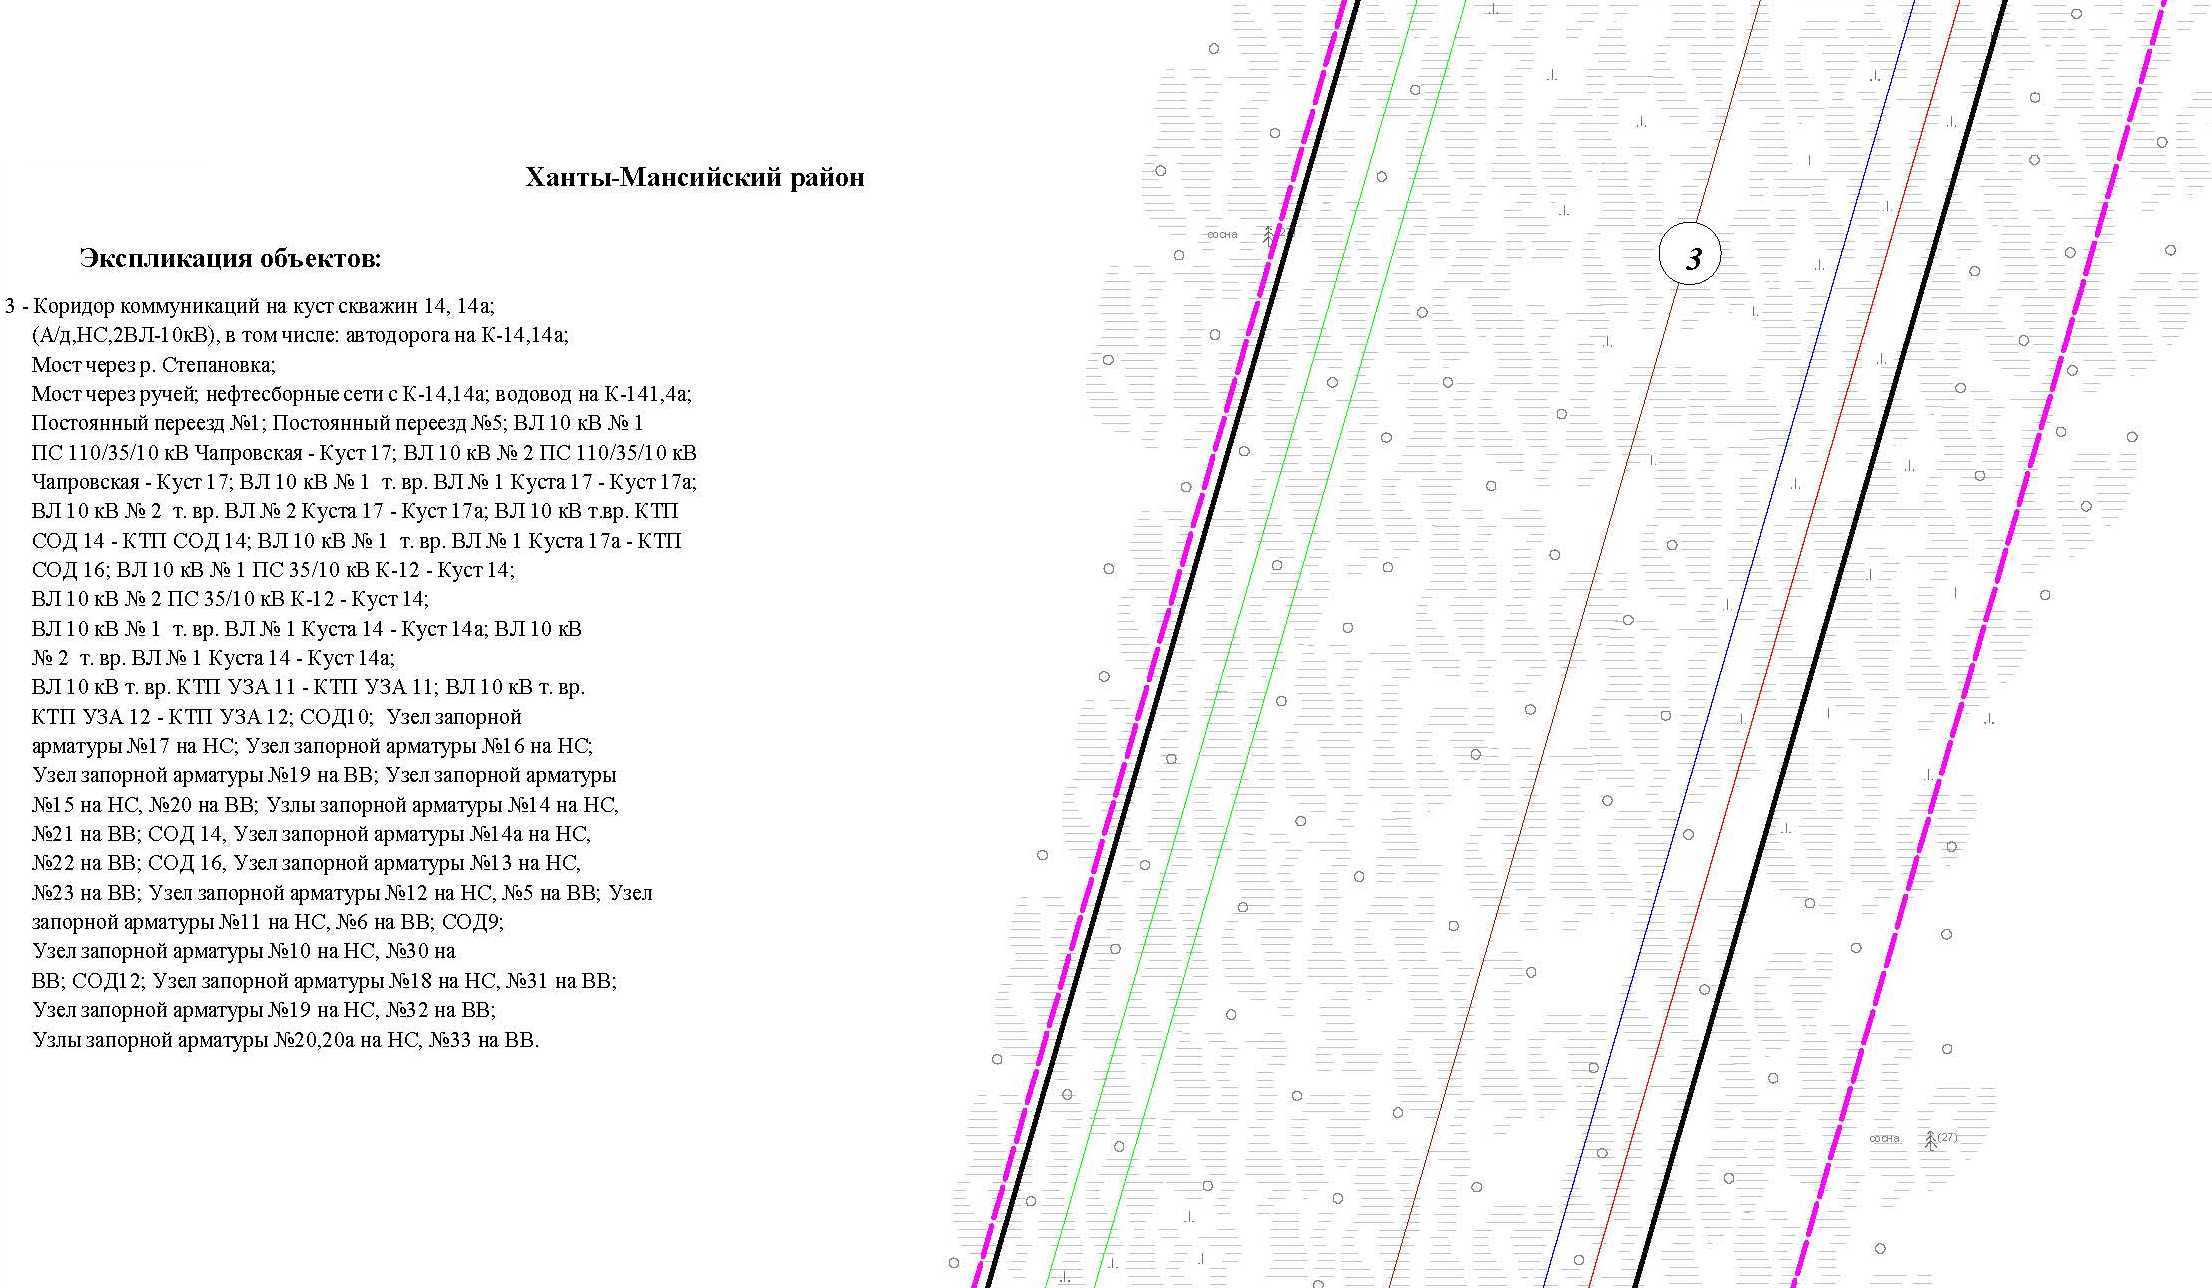 Ханты-Мансийский район
Экспликация объектов:
3 - Коридор коммуникаций на куст скважин 14, 14а;
(А/д,НС,2ВЛ-10кВ), в том числе: автодорога на К-14,14а;
Мост через р. Степановка;
Мост через ручей; нефтесборные сети с К-14,14а; водовод на К-141,4а;
Постоянный переезд №1; Постоянный переезд №5; ВЛ 10 кВ № 1
ПС 110/35/10 кВ Чапровская - Куст 17; ВЛ 10 кВ № 2 ПС 110/35/10 кВ
Чапровская - Куст 17; ВЛ 10 кВ № 1 т. вр. ВЛ № 1 Куста 17 - Куст 17а;
ВЛ 10 кВ № 2 т. вр. ВЛ № 2 Куста 17 - Куст 17а; ВЛ 10 кВ т.вр. КТП
СОД 14 - КТП СОД 14; ВЛ 10 кВ № 1 т. вр. ВЛ № 1 Куста 17а - КТП
СОД 16; ВЛ 10 кВ № 1 ПС 35/10 кВ К-12 - Куст 14;
ВЛ 10 кВ № 2 ПС 35/10 кВ К-12 - Куст 14;
ВЛ 10 кВ № 1 т. вр. ВЛ № 1 Куста 14 - Куст 14а; ВЛ 10 кВ
№ 2 т. вр. ВЛ № 1 Куста 14 - Куст 14а;
ВЛ 10 кВ т. вр. КТП УЗА 11 - КТП УЗА 11; ВЛ 10 кВ т. вр.
КТП УЗА 12 - КТП УЗА 12; СОД10; Узел запорной
арматуры №17 на НС; Узел запорной арматуры №16 на НС;
Узел запорной арматуры №19 на ВВ; Узел запорной арматуры
№15 на НС, №20 на ВВ; Узлы запорной арматуры №14 на НС,
№21 на ВВ; СОД 14, Узел запорной арматуры №14а на НС,
№22 на ВВ; СОД 16, Узел запорной арматуры №13 на НС,
№23 на ВВ; Узел запорной арматуры №12 на НС, №5 на ВВ; Узел
запорной арматуры №11 на НС, №6 на ВВ; СОД9;
Узел запорной арматуры №10 на НС, №30 на
ВВ; СОД12; Узел запорной арматуры №18 на НС, №31 на ВВ;
Узел запорной арматуры №19 на НС, №32 на ВВ;
Узлы запорной арматуры №20,20а на НС, №33 на ВВ.
сосна
3
сосна (27)